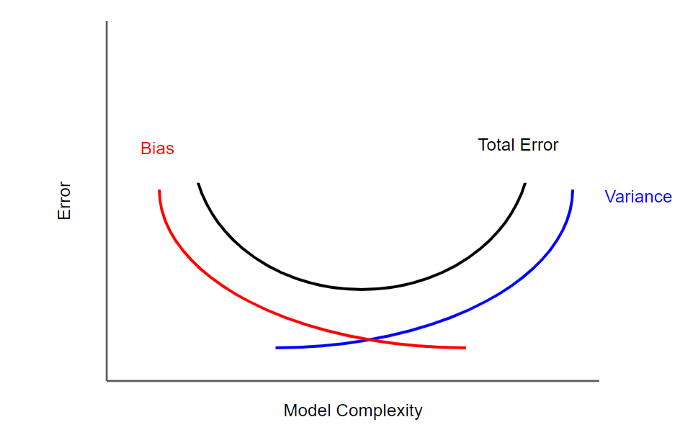 Total Error
Bias
Variance
Error
Model Complexity